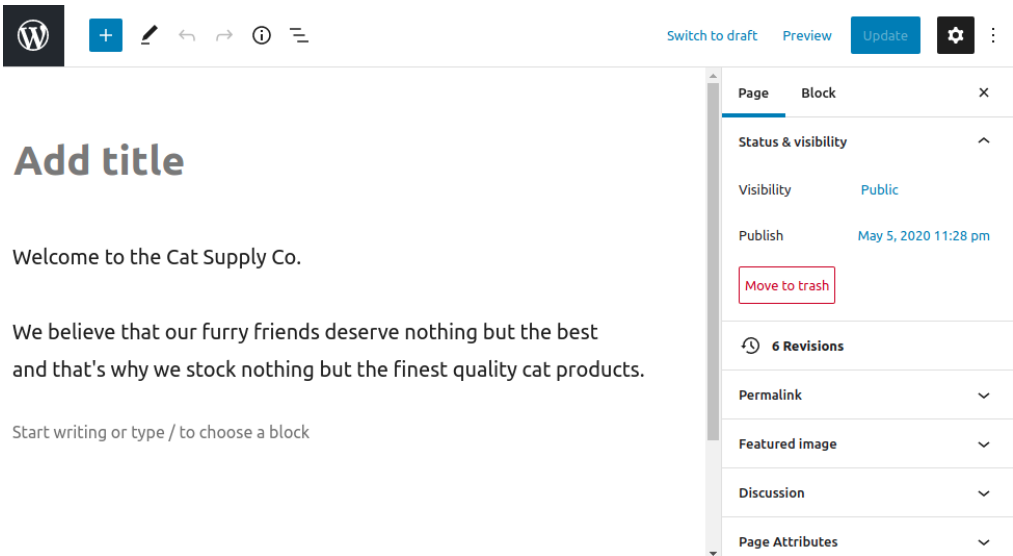 Switch to draft Preview Update
Page Block
Add title
Status & visibility
Visibility Public
Publish May 5, 2020 11:28 pm
Move to trash
Welcome to the Cat Supply Co.
We believe that our furry friends deserve nothing but the best
and that's why we stock nothing but the finest quality cat products.
Start writing or type / to choose a block
6 Revisions
Permalink
Featured image
Discussion
Page Attributes